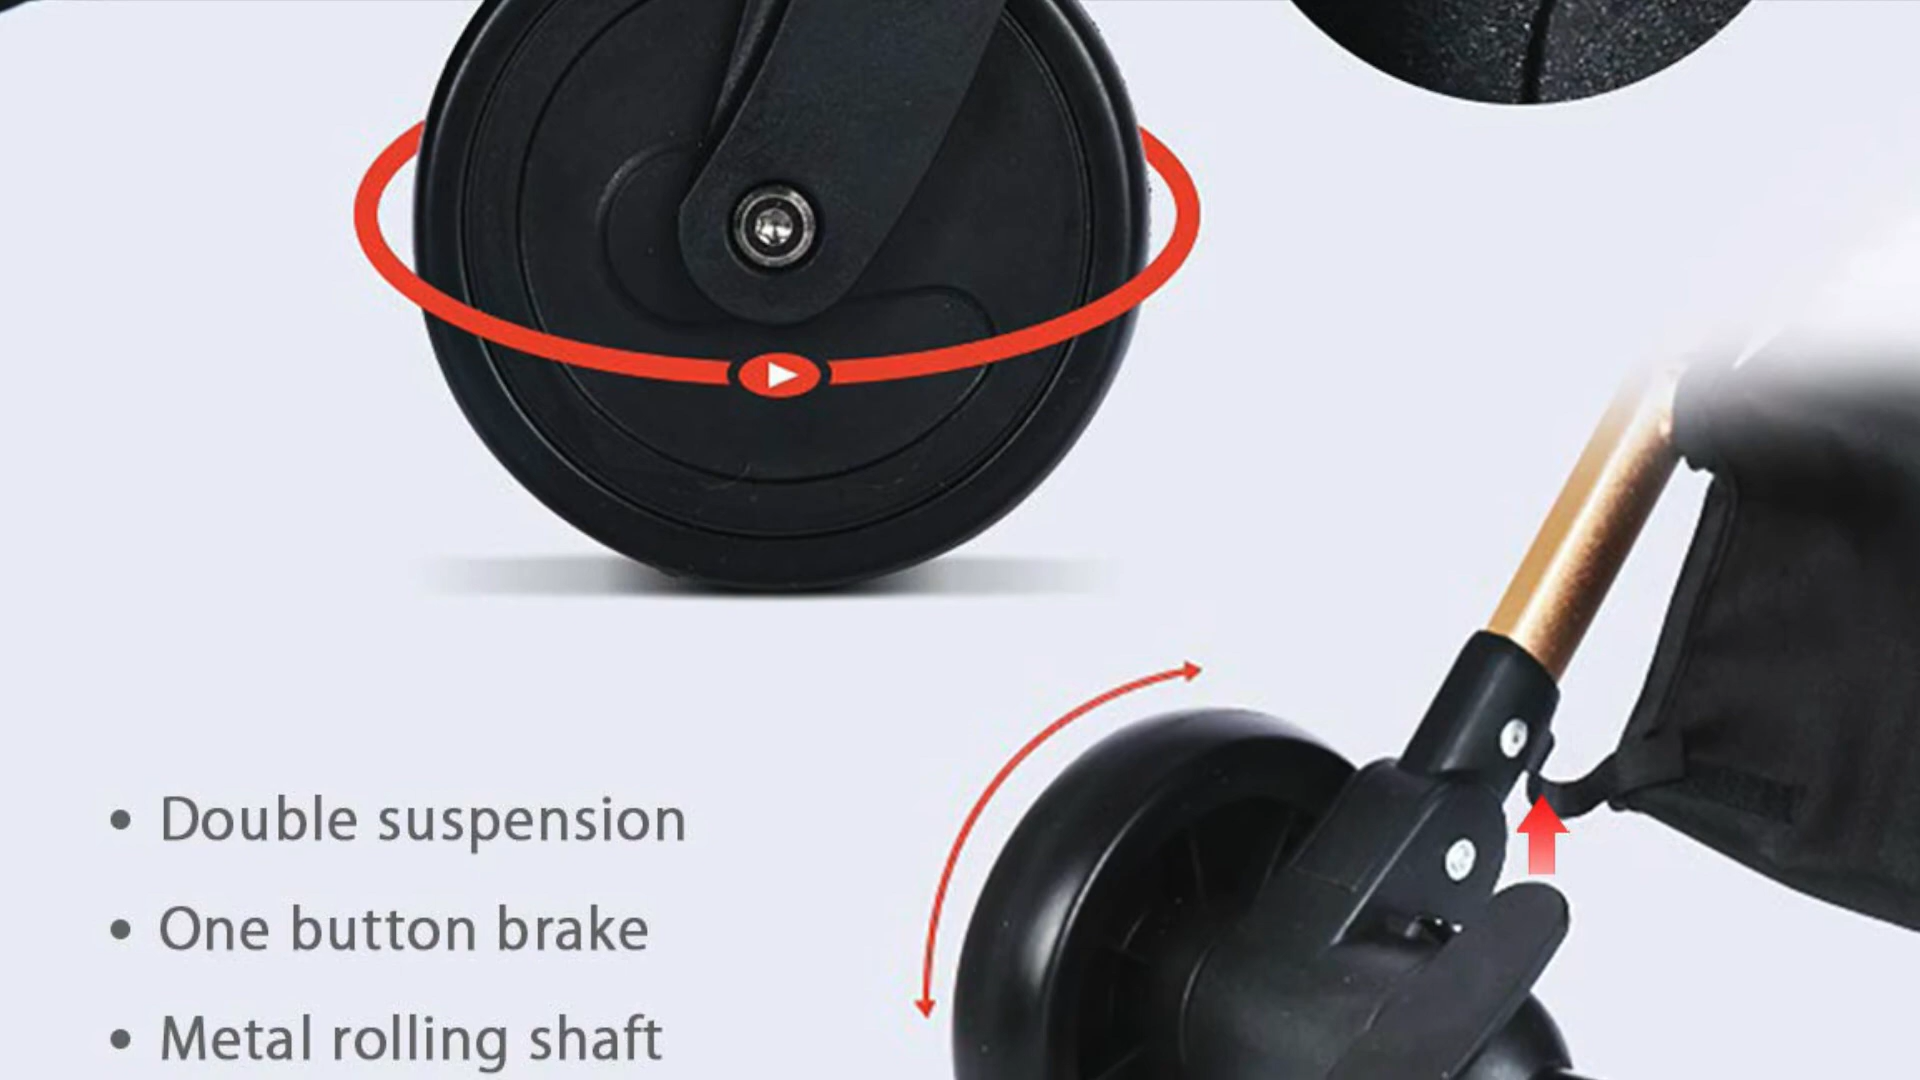 • Double suspension
• One button brake
• Metal rolling shaft